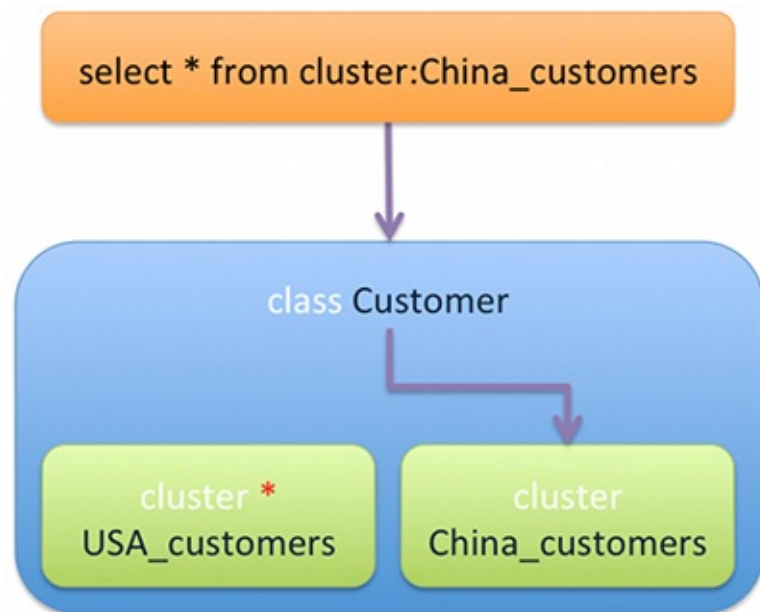 select * from cluster:China_customers
class Customer
cluster *
USA_customers
cluster
China_customers